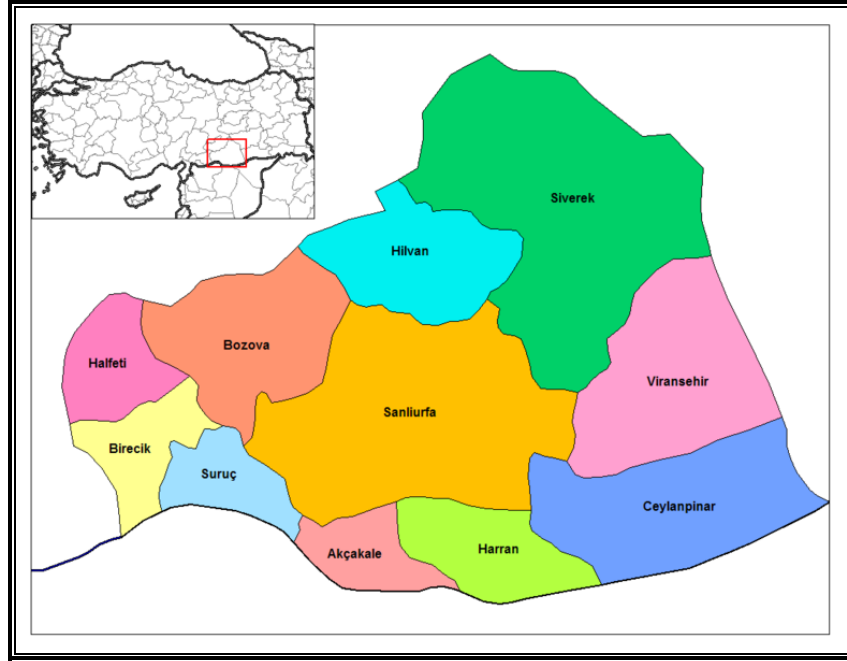 Siverek
Hilvan
Bozova
Halfeti
Viransehir
Sanliurfa
Birecik
Suruç
Ceylanpinar
Akçakale
Harran